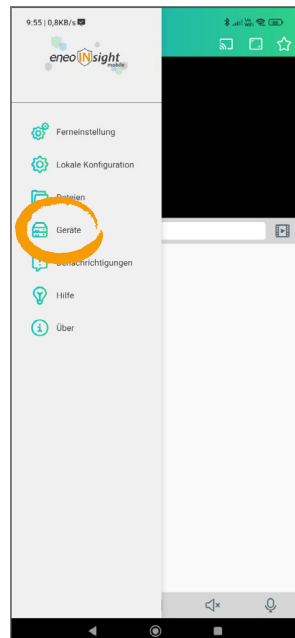 9:55 | 0,8KB/s
eneo INsight
mobile
Ferneinstellung
Lokale Konfiguration
Dateien
Geräte
Benachrichtigungen
Hilfe
Über